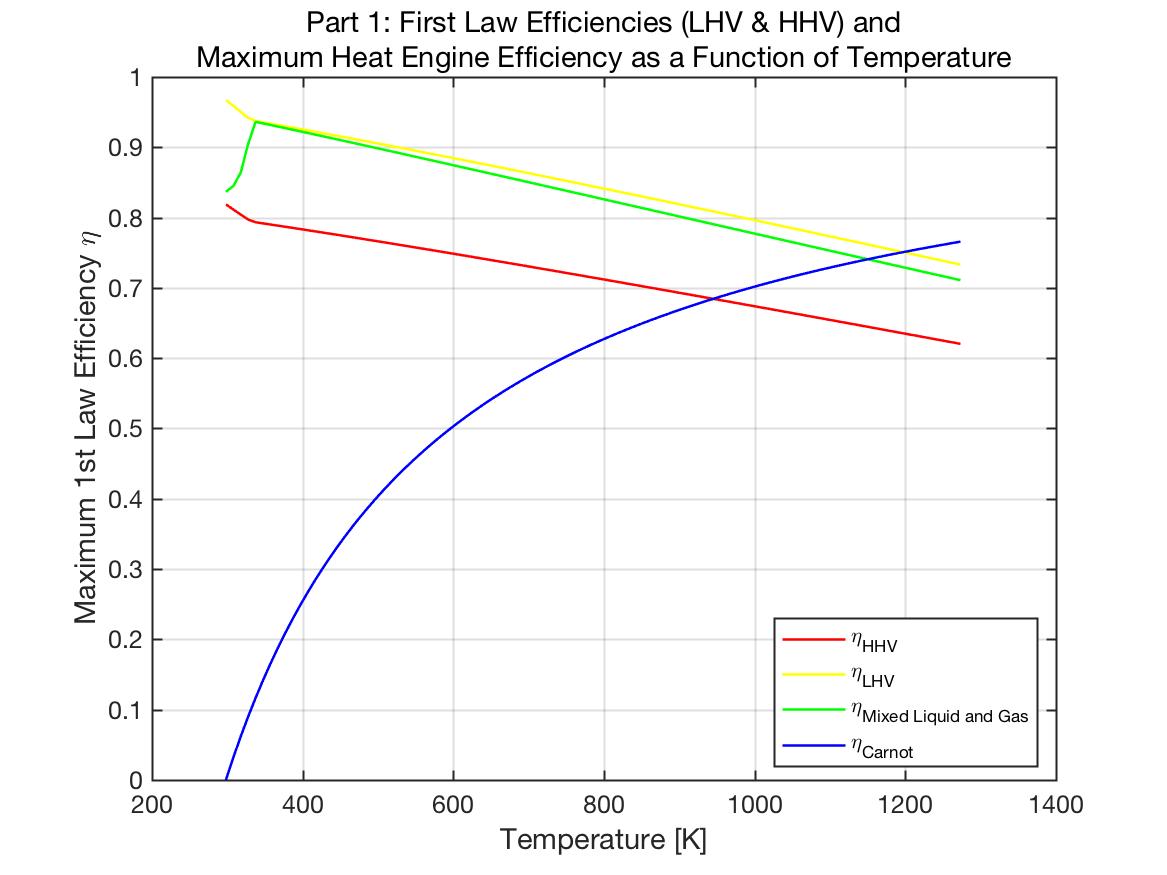 Part 1: First Law Efficiencies (LHV & HHV) and
Maximum Heat Engine Efficiency as a Function of Temperature
Maximum 1st Law Efficiency η
1
0.9
0.8
0.7
0.6
0.5
0.4
0.3
0.2
0.1
0
200 400 600 800 1000 1200 1400
Temperature [K]
ηHHV
ηLHV
ηMixed Liquid and Gas
ηCarnot